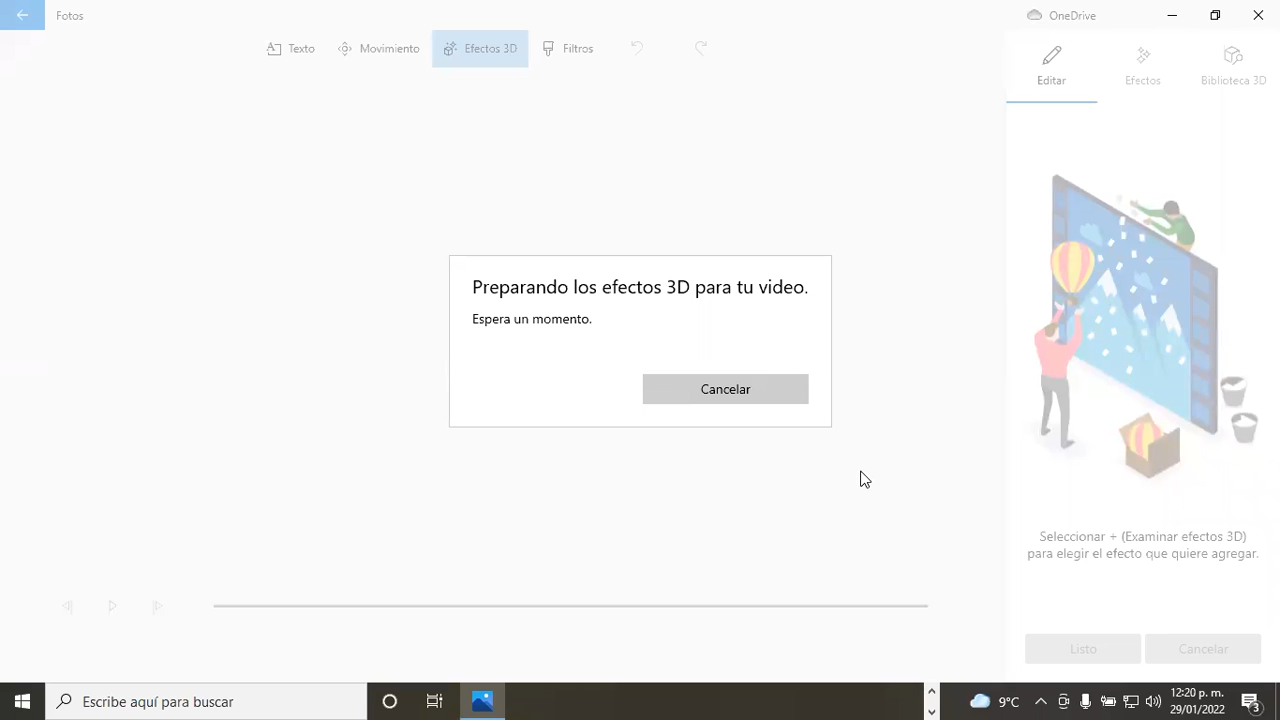 Fotos
OneDrive
Texto
Movimiento
Efectos 3D
Filtros
Editar
Efectos
Biblioteca 3D
Preparando los efectos 3D para tu video.
Espera un momento.
Cancelar
Seleccionar + (Examinar efectos 3D)
para elegir el efecto que quiere agregar.
Listo
Cancelar
Escribe aquí para buscar
9°C
12:20 p. m.
29/01/2022
3